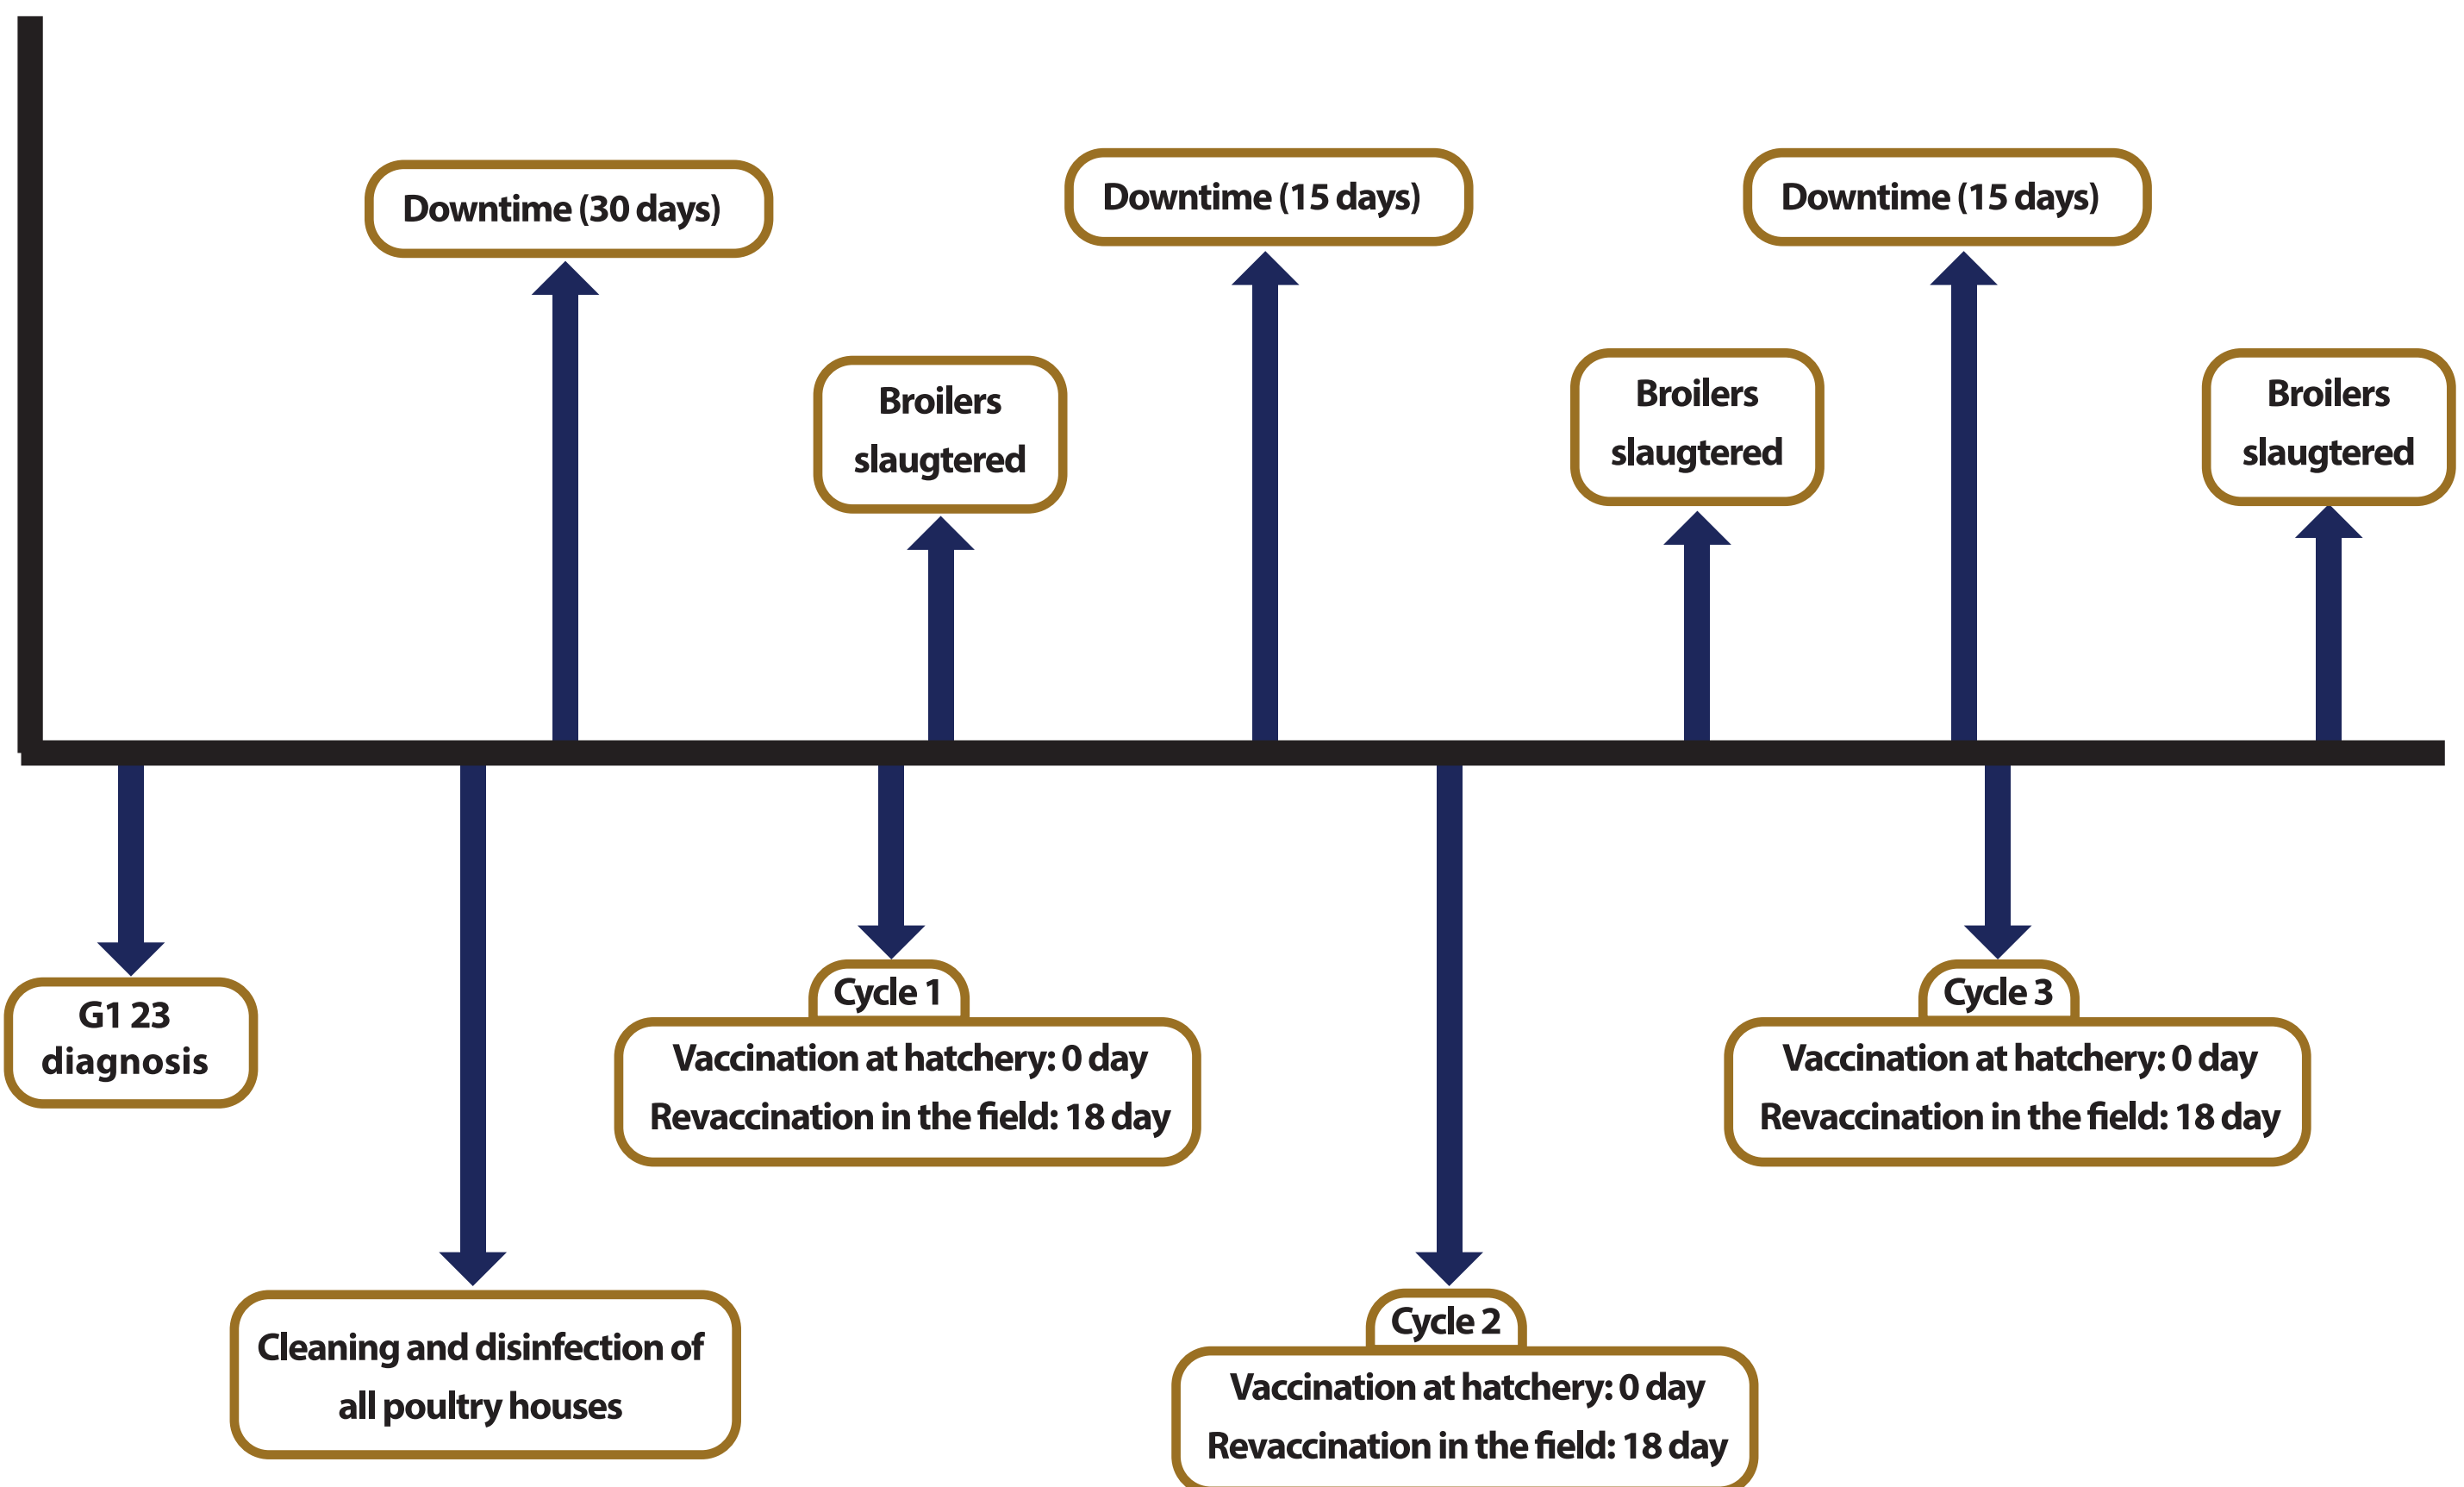 Downtime (30 days)
Downtime (15 days)
Downtime (15 days)
Broilers
slaugtered
Broilers
slaugtered
Broilers
slaugtered
G1 23
diagnosis
Cycle 1
Vaccination at hatchery: 0 day
Revaccination in the field: 18 day
Cycle 3
Vaccination at hatchery: 0 day
Revaccination in the field: 18 day
Cleaning and disinfection of
all poultry houses
Cycle 2
Vaccination at hatchery: 0 day
Revaccination in the field: 18 day